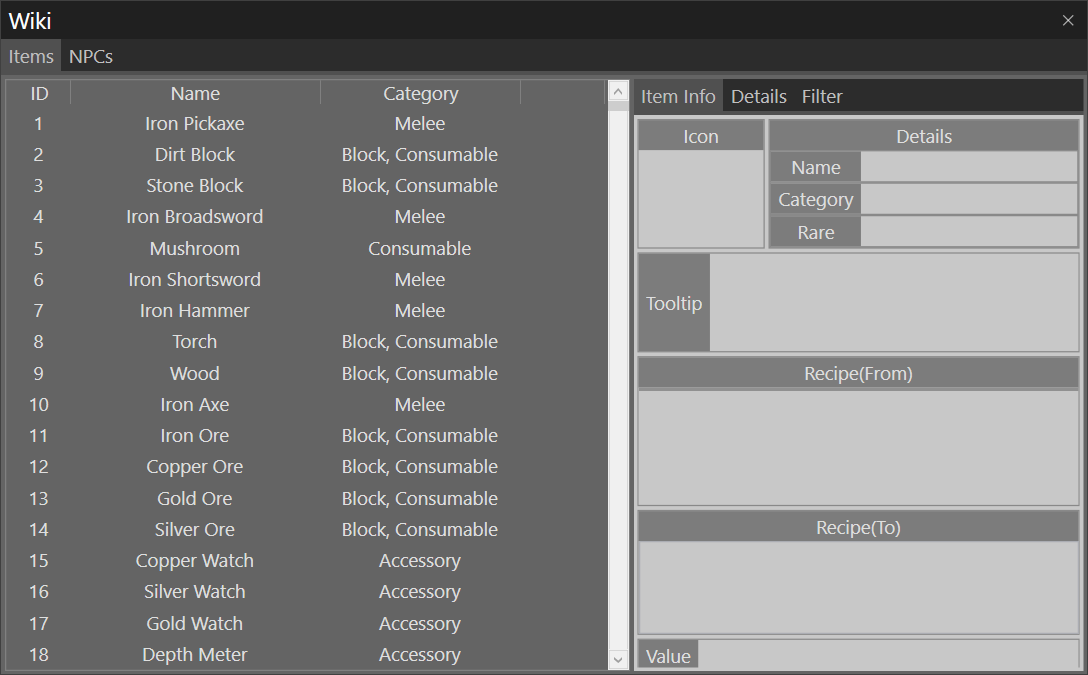 Wiki
Items NPCs
ID Name Category
1 Iron Pickaxe Melee
2 Dirt Block Block, Consumable
3 Stone Block Block, Consumable
4 Iron Broadsword Melee
5 Mushroom Consumable
6 Iron Shortsword Melee
7 Iron Hammer Melee
8 Torch Block, Consumable
9 Wood Block, Consumable
10 Iron Axe Melee
11 Iron Ore Block, Consumable
12 Copper Ore Block, Consumable
13 Gold Ore Block, Consumable
14 Silver Ore Block, Consumable
15 Copper Watch Accessory
16 Silver Watch Accessory
17 Gold Watch Accessory
18 Depth Meter Accessory
Item Info Details Filter
Icon
Details
Name
Category
Rare
Tooltip
Recipe(From)
Recipe(To)
Value